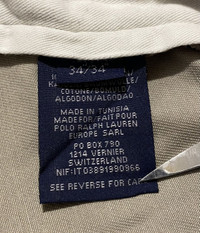 34/34
COTONE/BOMULD/
ALGODON/ALGODAO
MADE IN TUNISIA
MADE FOR/FAIT POUR
POLO RALPH LAUREN
EUROPE SARL
PO BOX 790
1214 VERNIER
SWITZERLAND
NIF:IT03891990966
SEE REVERSE FOR